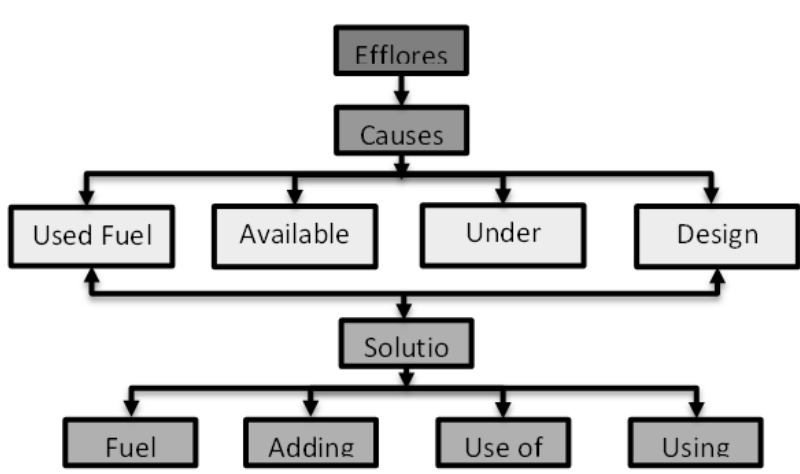 Efflores
Causes
Used Fuel
Available
Under
Design
Solutio
Fuel
Adding
Use of
Using